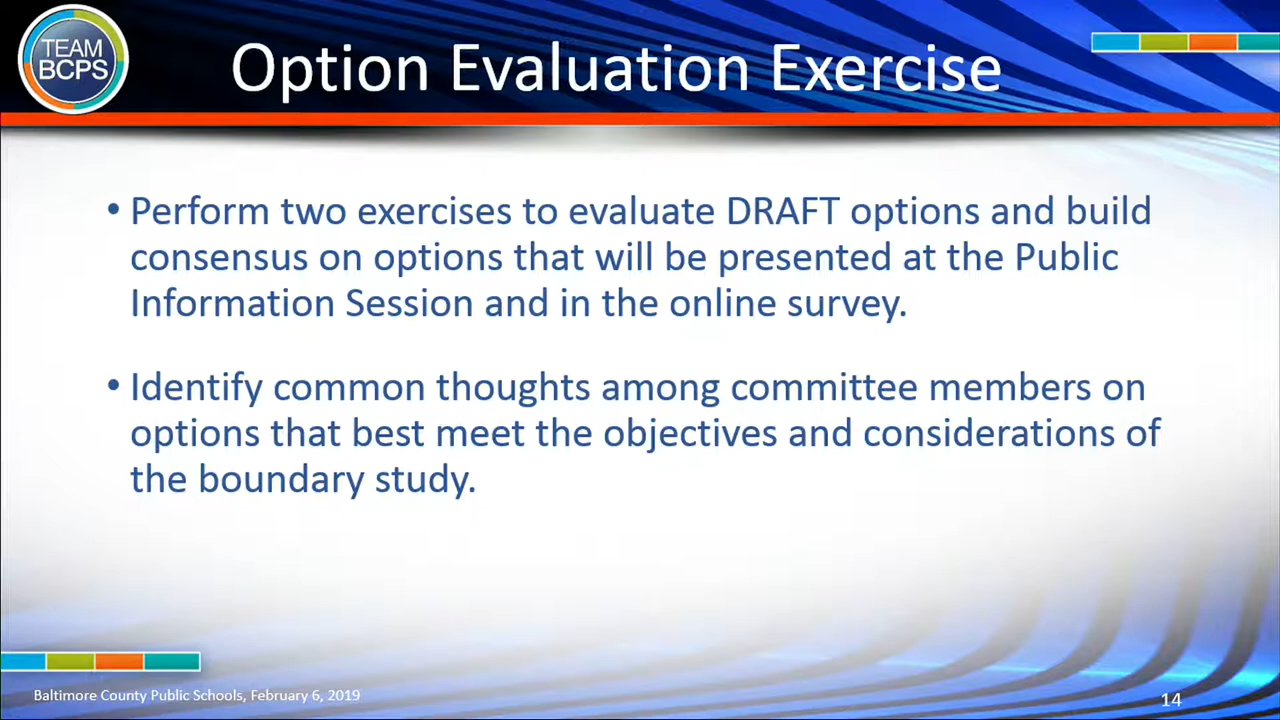 TEAM
BCPS
Option Evaluation Exercise
• Perform two exercises to evaluate DRAFT options and build
consensus on options that will be presented at the Public
Information Session and in the online survey.
• Identify common thoughts among committee members on
options that best meet the objectives and considerations of
the boundary study.
Baltimore County Public Schools, February 6, 2019
14